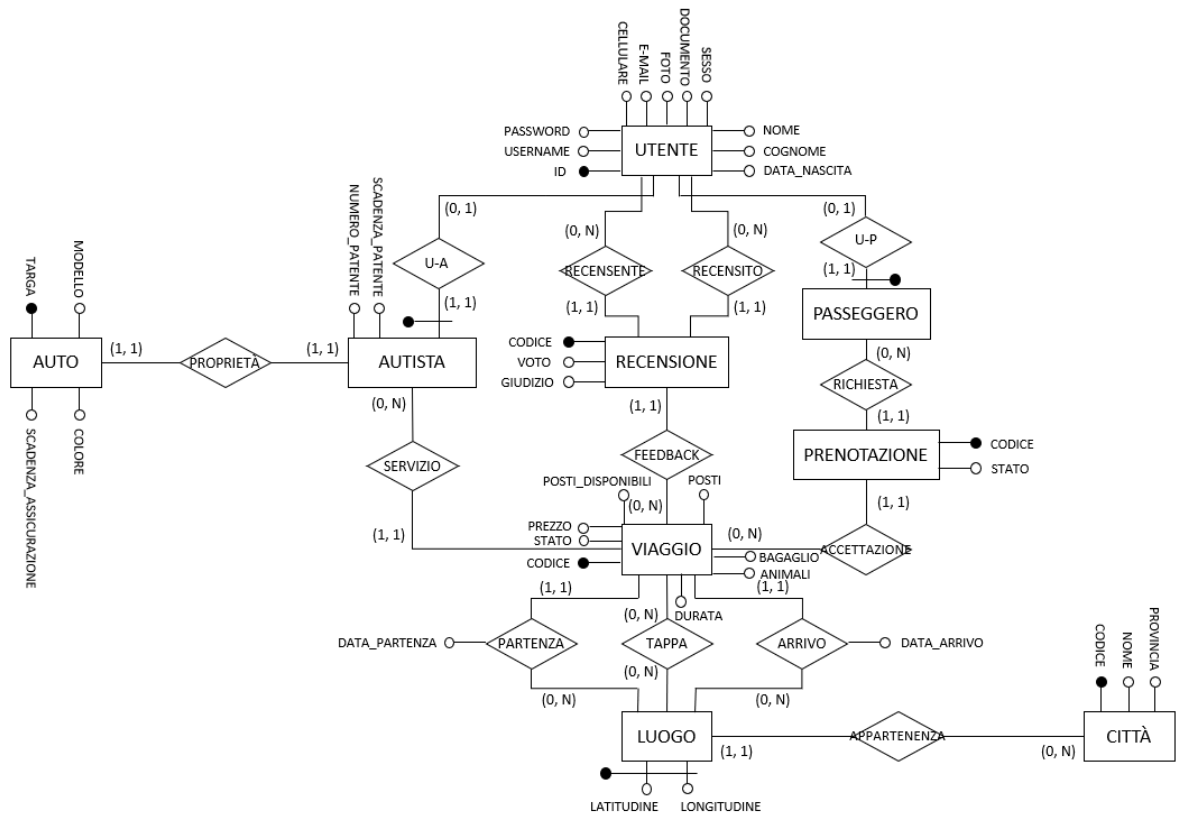 CELLULARE
E-MAIL
FOTO
DOCUMENTO
SESSO
PASSWORD
USERNAME
ID
UTENTE
NOME
COGNOME
DATA_NASCITA
(0, 1)
(0, N)
(0, N)
(0, 1)
U-A
RECENSENTE
RECENSITO
U-P
(1, 1)
(1, 1)
(1, 1)
(1, 1)
TARGA
MODELLO
NUMERO_PATENTE
SCADENZA_PATENTE
PASSEGGERO
AUTO
(1, 1)
PROPRIETÀ
(1, 1)
AUTISTA
CODICE
VOTO
GIUDIZIO
RECENSIONE
(0, N)
RICHIESTA
(1, 1)
SCADENZA_ASSICURAZIONE
COLORE
(0, N)
SERVIZIO
(1, 1)
(1, 1)
FEEDBACK
(0, N)
PRENOTAZIONE
CODICE
STATO
(1, 1)
POSTI_DISPONIBILI
POSTI
PREZZO
STATO
CODICE
VIAGGIO
(0, N)
ACCETTAZIONE
BAGAGLIO
ANIMALI
DURATA
(1, 1)
(0, N)
(1, 1)
DATA_PARTENZA
PARTENZA
TAPPA
ARRIVO
DATA_ARRIVO
(0, N)
(0, N)
(0, N)
CODICE
NOME
PROVINCIA
LUOGO
(1, 1)
APPARTENENZA
(0, N)
CITTÀ
LATITUDINE
LONGITUDINE